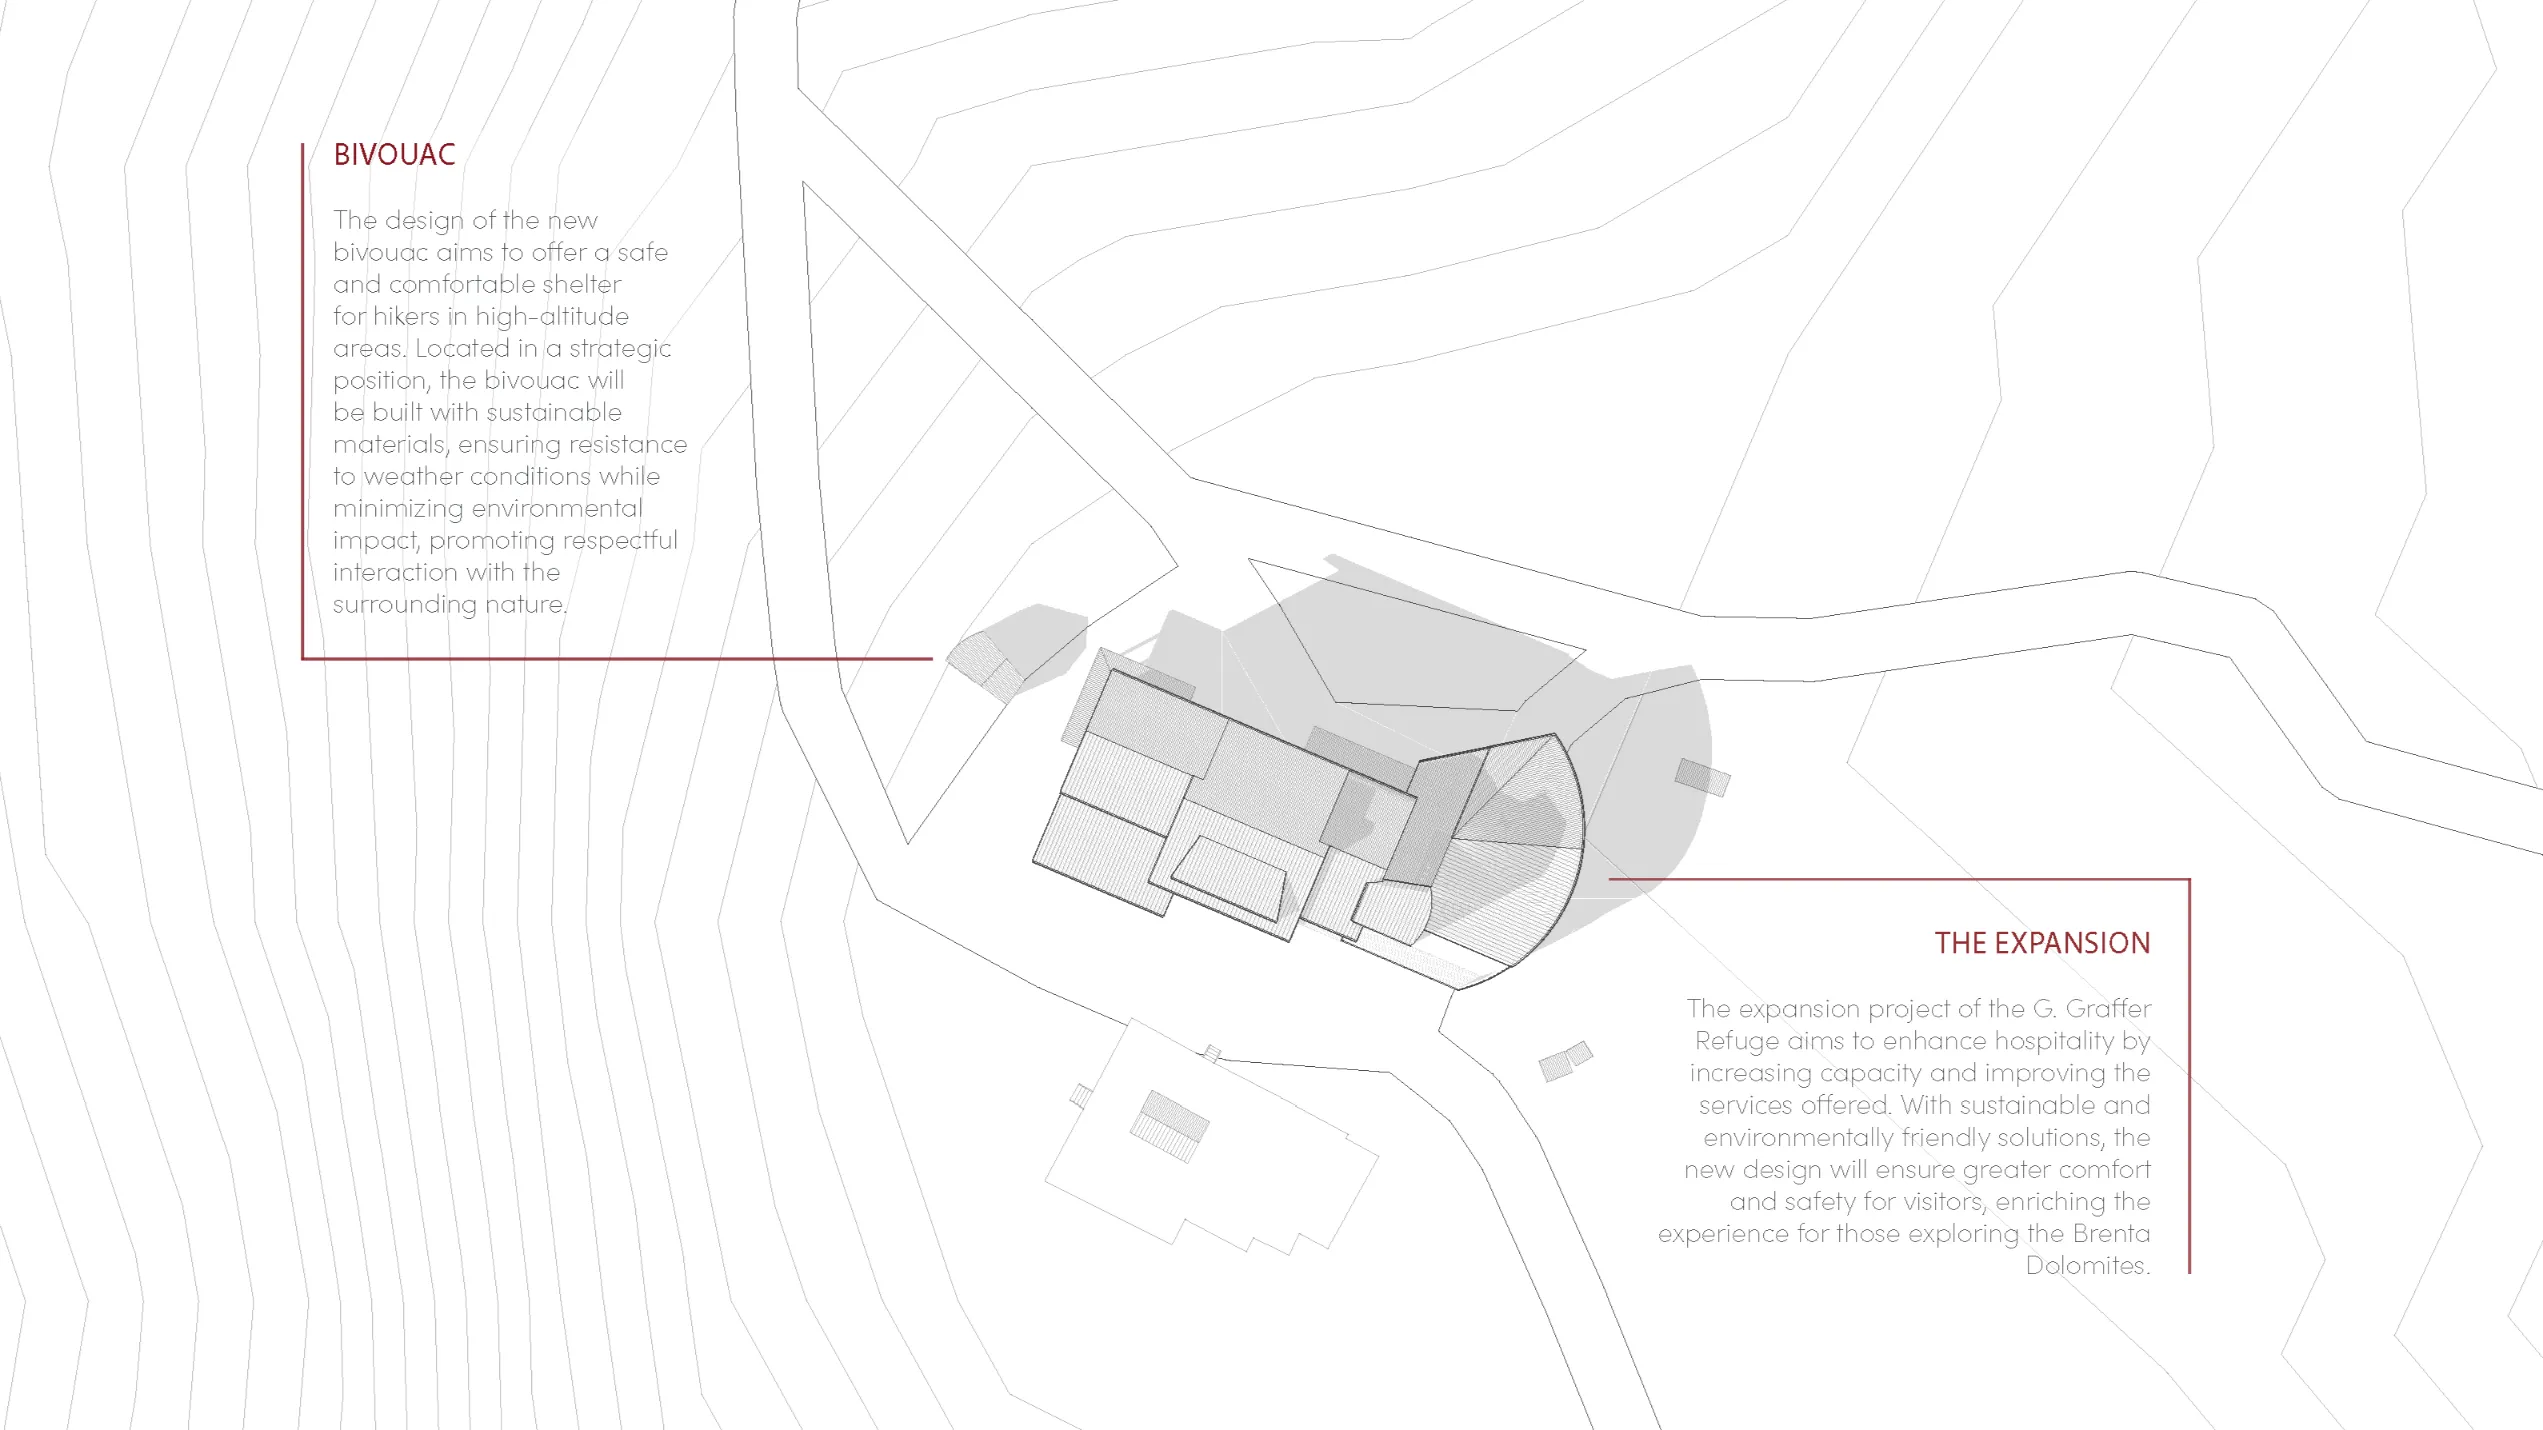 BIVOUAC
The design of the new
bivouac aims to offer a safe
and comfortable shelter
for hikers in high-altitude
areas. Located in a strategic
position, the bivouac will
be built with sustainable
materials, ensuring resistance
to weather conditions while
minimizing environmental
impact, promoting respectful
interaction with the
surrounding nature.
THE EXPANSION
The expansion project of the G. Graffer
Refuge aims to enhance hospitality by
increasing capacity and improving the
services offered. With sustainable and
environmentally friendly solutions, the
new design will ensure greater comfort
and safety for visitors, enriching the
experience for those exploring the Brenta
Dolomites.